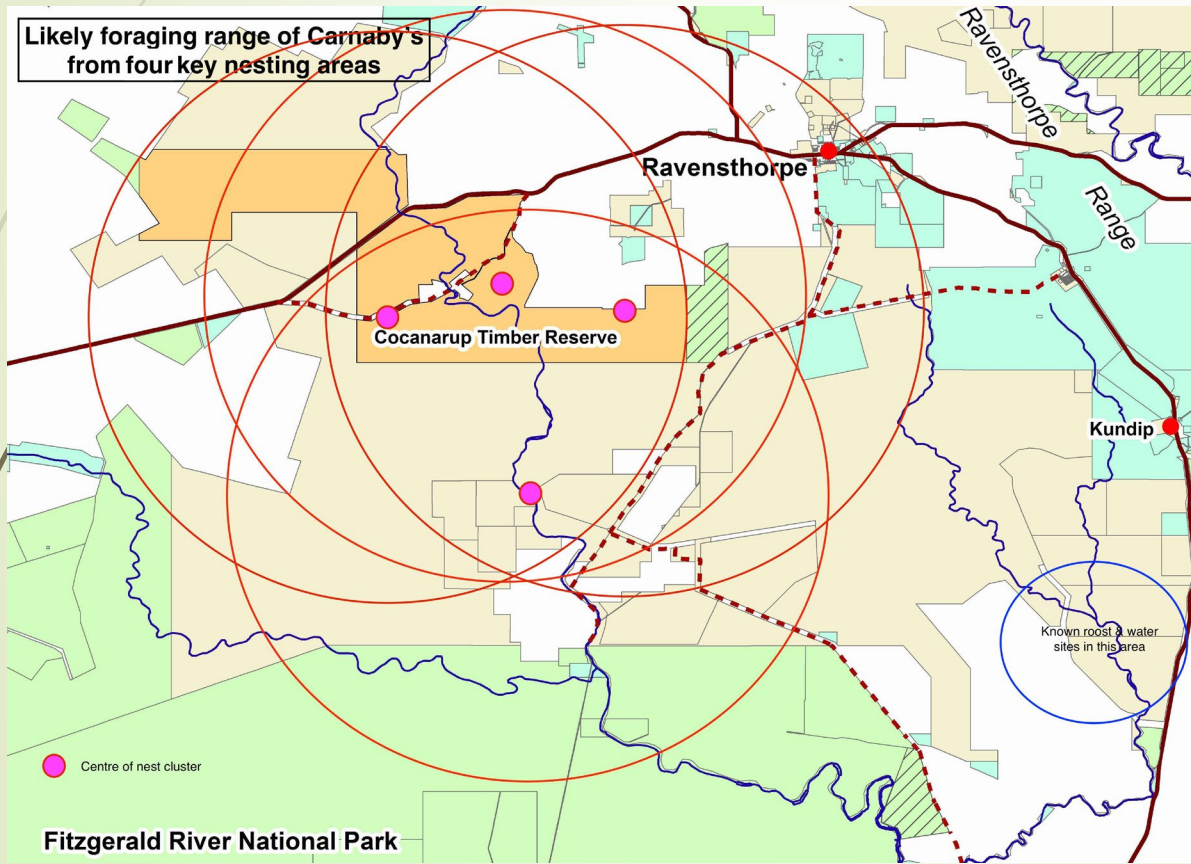 Likely foraging range of Carnaby's
from four key nesting areas
Ravensthorpe
Range
Ravensthorpe
Cocanarup Timber Reserve
Kundip
Known roost & water
sites in this area
Centre of nest cluster
Fitzgerald River National Park